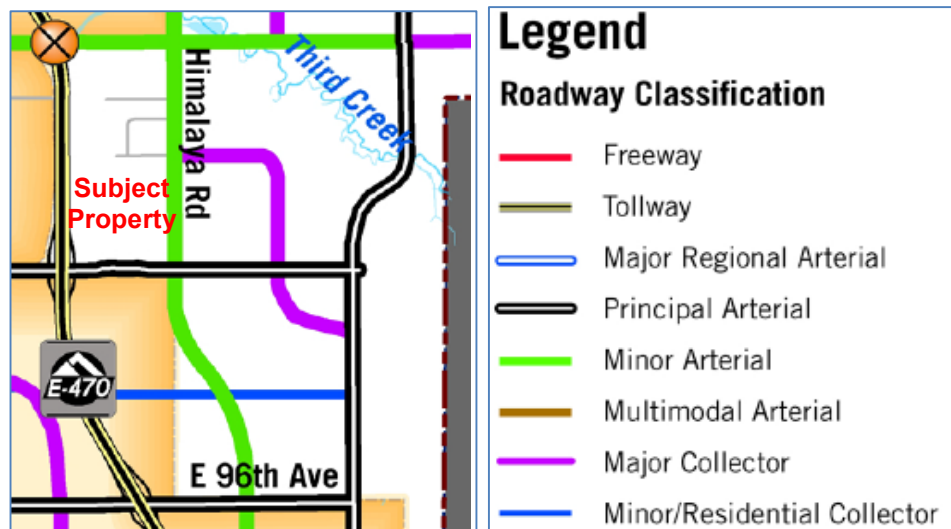 Himalaya Rd
Third Creek
Subject
Property
E-470
E 96th Ave
Legend
Roadway Classification
Freeway
Tollway
Major Regional Arterial
Principal Arterial
Minor Arterial
Multimodal Arterial
Major Collector
Minor/Residential Collector